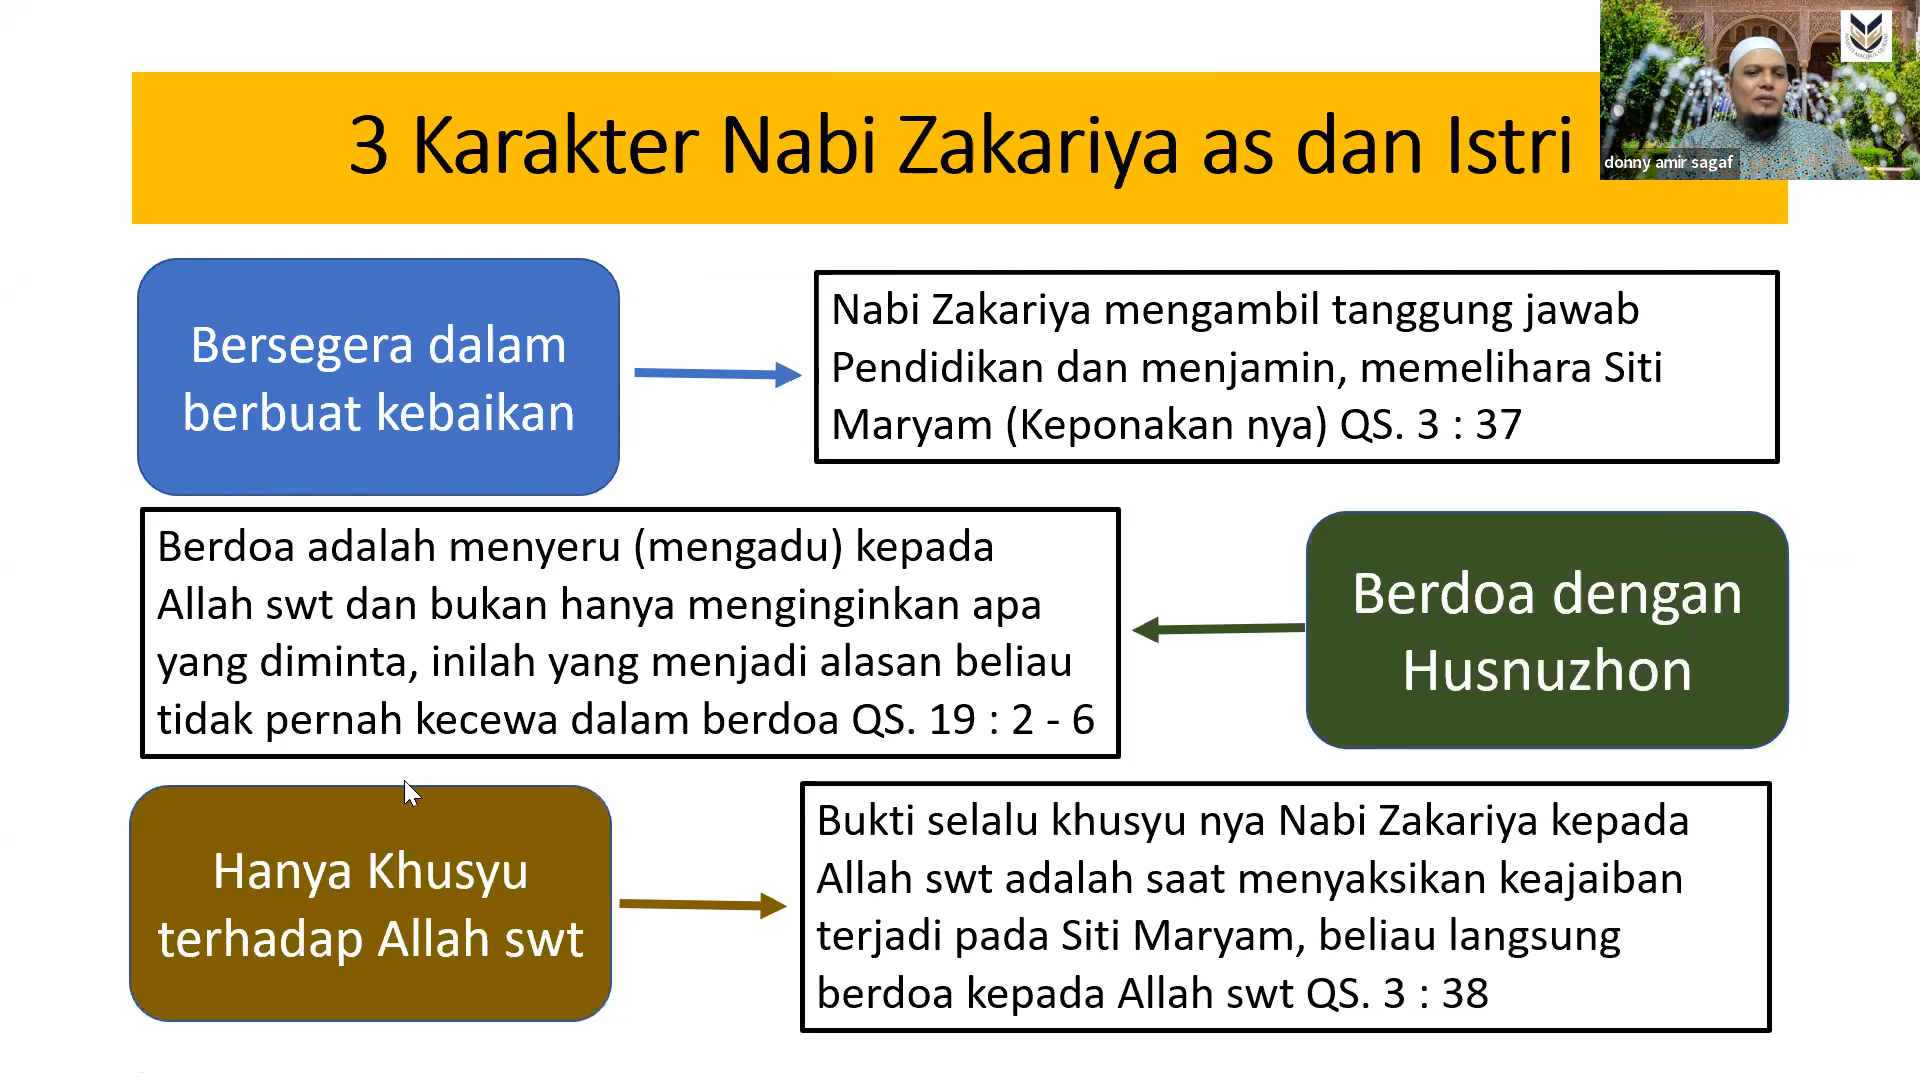 3 Karakter Nabi Zakariya as dan Istri
donny amir sagaf
Bersegera dalam
berbuat kebaikan
Nabi Zakariya mengambil tanggung jawab
Pendidikan dan menjamin, memelihara Siti
Maryam (Keponakan nya) QS. 3 : 37
Berdoa adalah menyeru (mengadu) kepada
Allah swt dan bukan hanya menginginkan apa
yang diminta, inilah yang menjadi alasan beliau
tidak pernah kecewa dalam berdoa QS. 19 : 2 - 6
Berdoa dengan
Husnuzhon
Hanya Khusyu
terhadap Allah swt
Bukti selalu khusyu nya Nabi Zakariya kepada
Allah swt adalah saat menyaksikan keajaiban
terjadi pada Siti Maryam, beliau langsung
berdoa kepada Allah swt QS. 3 : 38